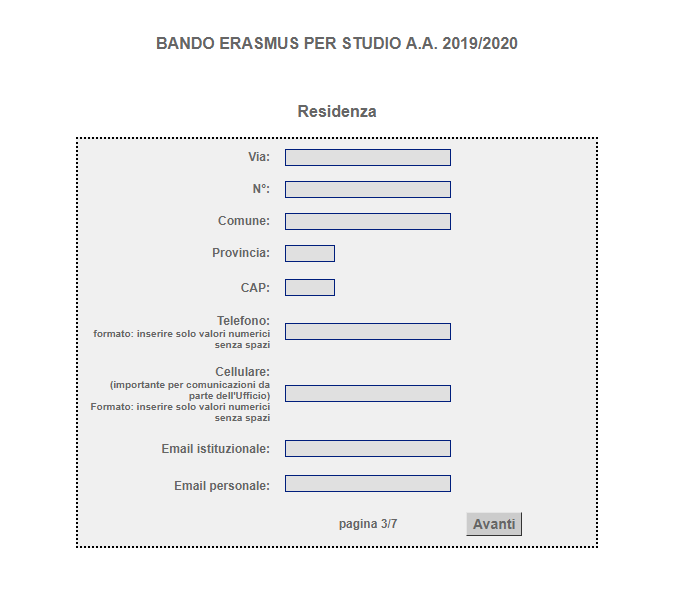 BANDO ERASMUS PER STUDIO A.A. 2019/2020
Residenza
Via:
N°:
Comune:
Provincia:
CAP:
Telefono:
formato: inserire solo valori numerici
senza spazi
Cellulare:
(importante per comunicazioni da
parte dell'Ufficio)
Formato: inserire solo valori numerici
senza spazi
Email istituzionale:
Email personale:
pagina 3/7
Avanti